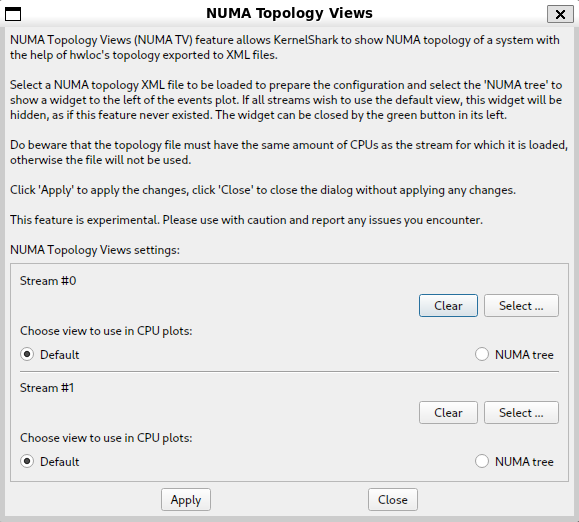 NUMA Topology Views
NUMA Topology Views (NUMA TV) feature allows KernelShark to show NUMA topology of a system with
the help of hwloc's topology exported to XML files.
Select a NUMA topology XML file to be loaded to prepare the configuration and select the 'NUMA tree' to
show a widget to the left of the events plot. If all streams wish to use the default view, this widget will be
hidden, as if this feature never existed. The widget can be closed by the green button in its left.
Do beware that the topology file must have the same amount of CPUs as the stream for which it is loaded,
otherwise the file will not be used.
Click 'Apply' to apply the changes, click 'Close' to close the dialog without applying any changes.
This feature is experimental. Please use with caution and report any issues you encounter.
NUMA Topology Views settings:
Stream #0
Clear Select ...
Choose view to use in CPU plots:
Default NUMA tree
Stream #1
Clear Select ...
Choose view to use in CPU plots:
Default NUMA tree
Apply Close